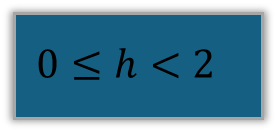 0 ≤ ℎ < 2